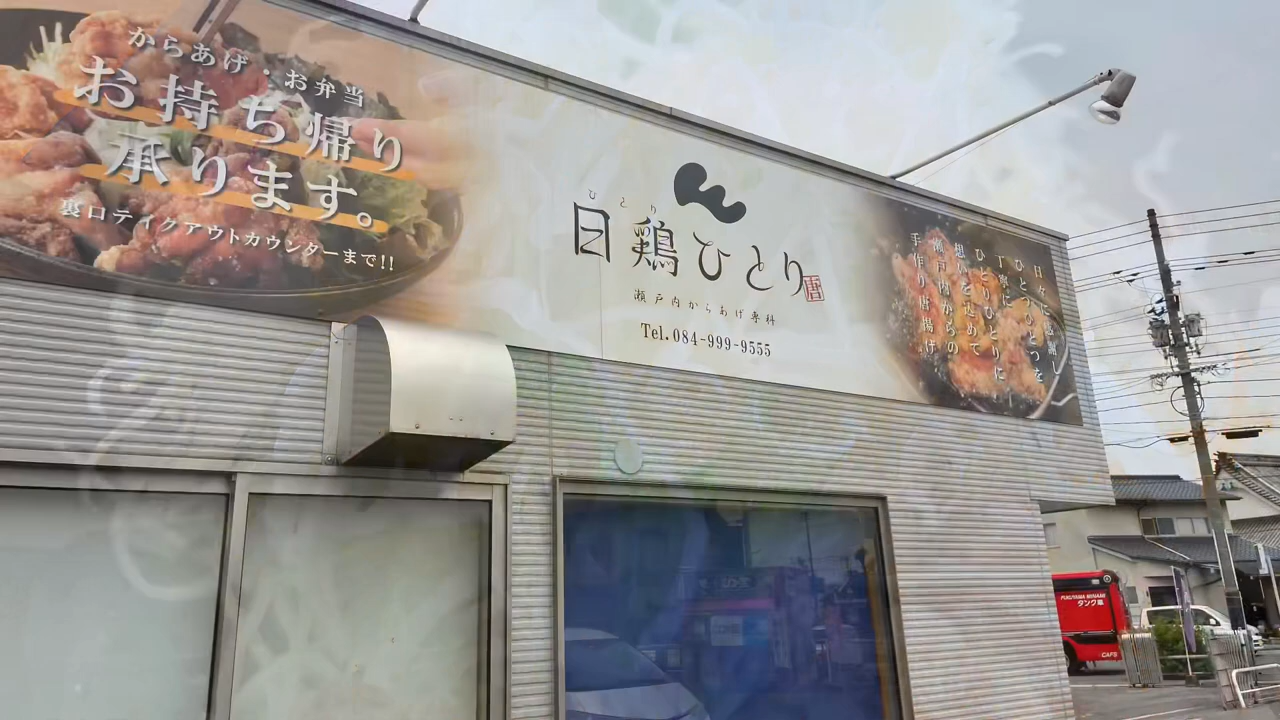 からあげ・お弁当
お持ち帰り
承ります。
裏口テイクアウトカウンターまで!!
ひとり
日鶏ひとり
唐
瀬戸内からあげ専科
Tel.084-999-9555
日々に感謝し
ひとつひとつを
丁寧に
ひとりひとりに
想いを込めて
瀬戸内からの
手作り唐揚げ
FUKUYAMA MINAMI
タンク車
CAFS